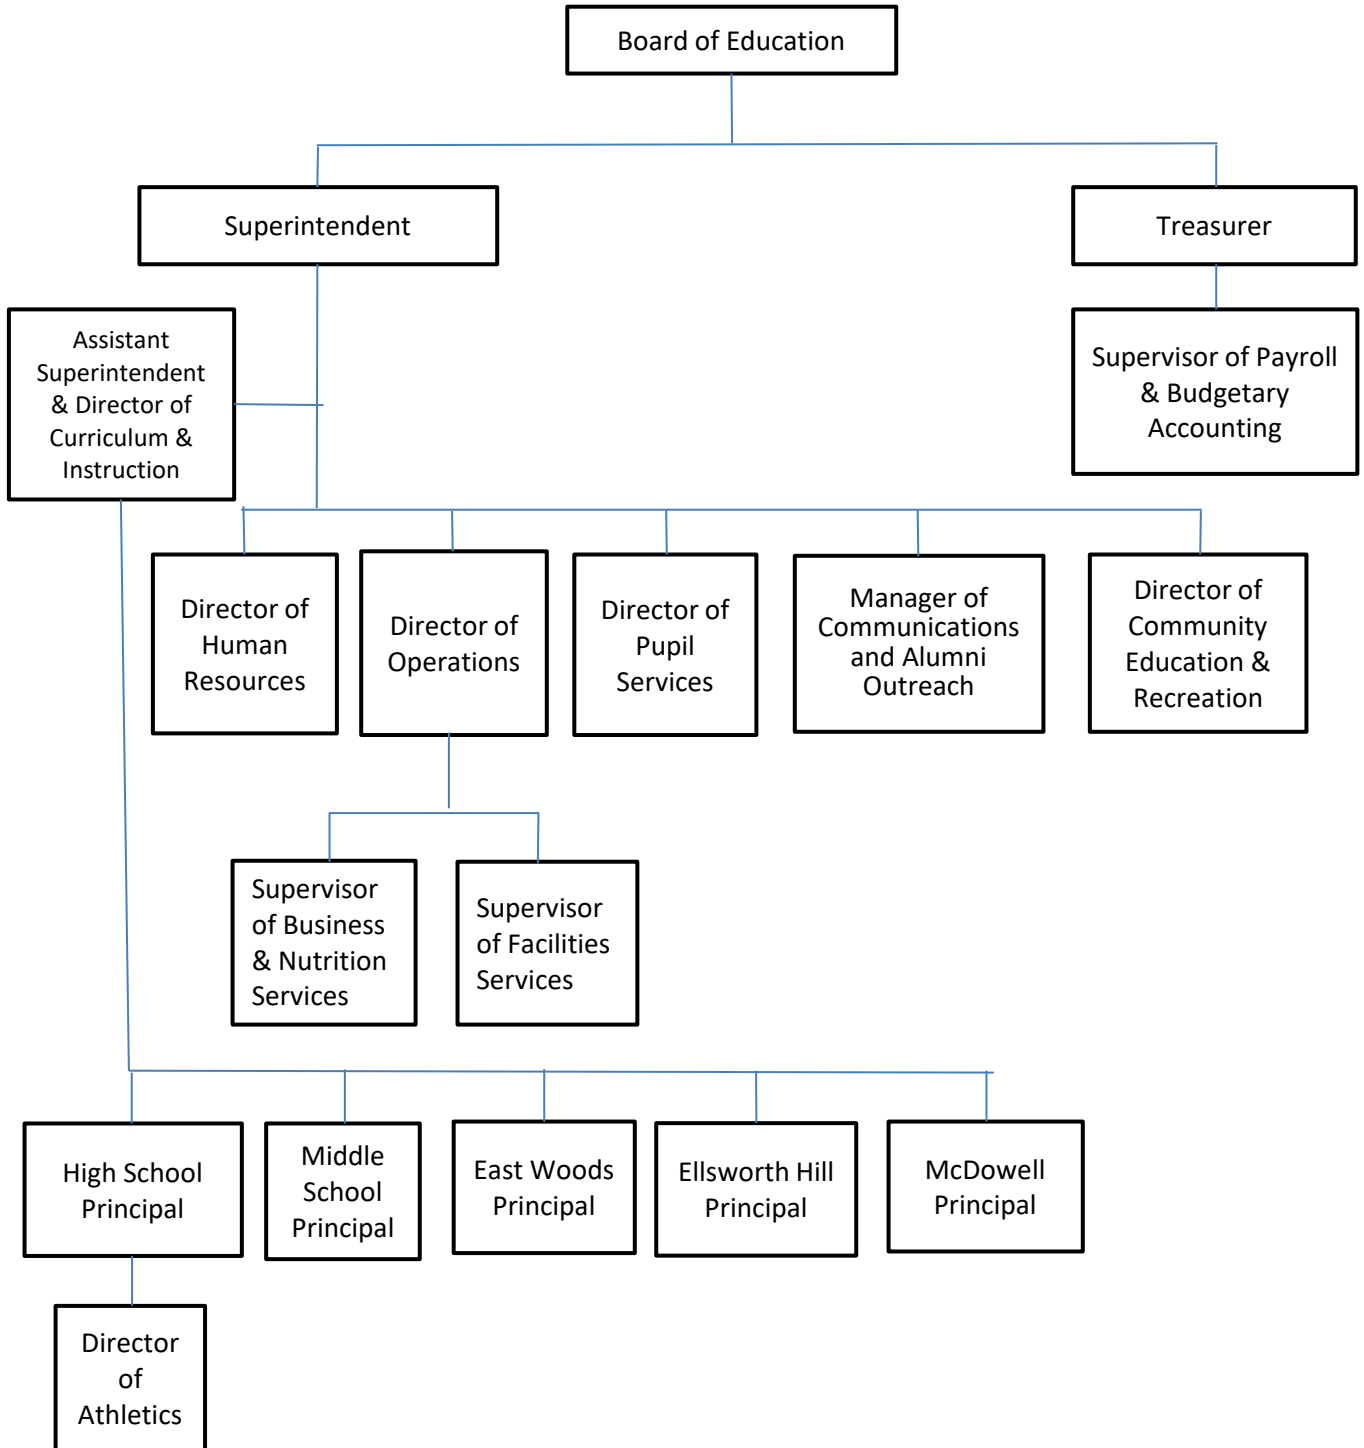 Board of Education
Superintendent
Treasurer
Assistant
Superintendent
& Director of
Curriculum &
Instruction
Supervisor of Payroll
& Budgetary
Accounting
Director of
Human
Resources
Director of
Operations
Director of
Pupil
Services
Manager of
Communications
and Alumni
Outreach
Director of
Community
Education &
Recreation
Supervisor
of Business
& Nutrition
Services
Supervisor
of Facilities
Services
High School
Principal
Middle
School
Principal
East Woods
Principal
Ellsworth Hill
Principal
McDowell
Principal
Director
of
Athletics